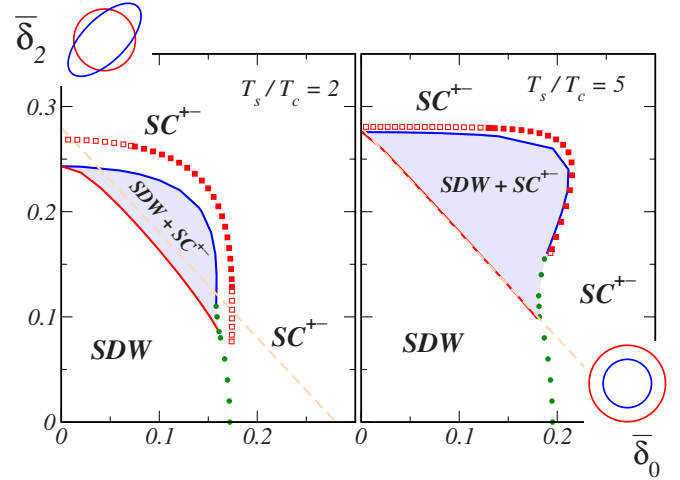 δ̅₂
T_s / T_c = 2
T_s / T_c = 5
SC⁺⁻
SC⁺⁻
0.3
SDW + SC⁺⁻
SDW + SC⁺⁻
0.2
SC⁺⁻
SC⁺⁻
0.1
SDW
SDW
0
0 0.1 0.2 0 0.1 0.2
δ̅₀